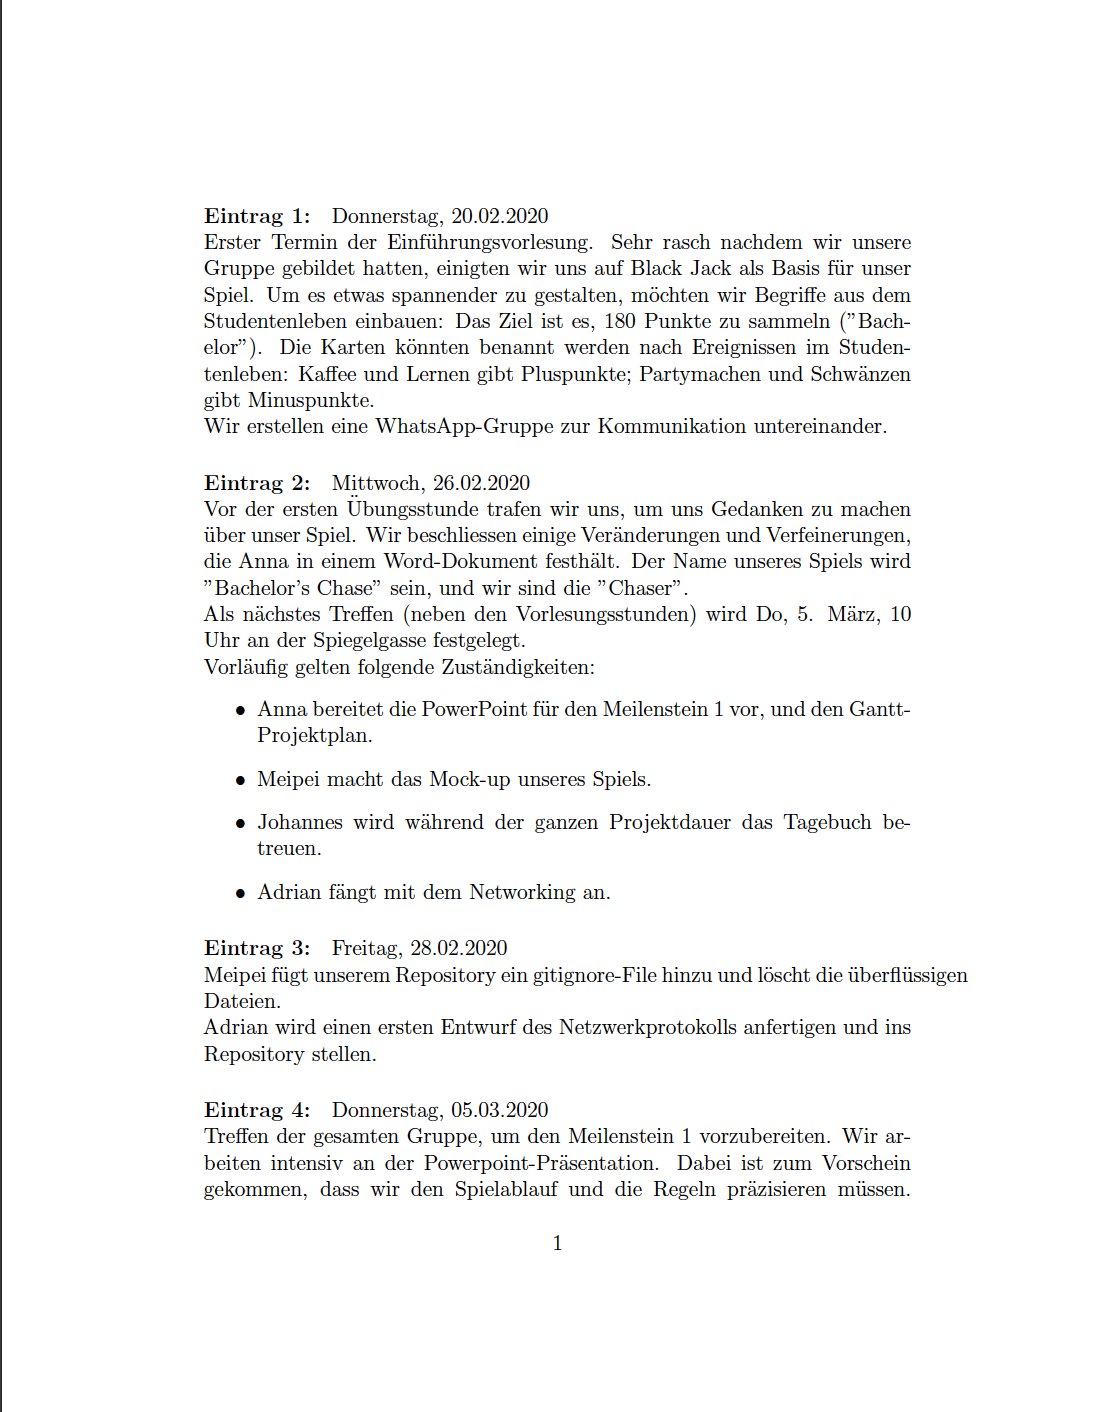 Eintrag 1: Donnerstag, 20.02.2020
Erster Termin der Einführungsvorlesung. Sehr rasch nachdem wir unsere
Gruppe gebildet hatten, einigten wir uns auf Black Jack als Basis für unser
Spiel. Um es etwas spannender zu gestalten, möchten wir Begriffe aus dem
Studentenleben einbauen: Das Ziel ist es, 180 Punkte zu sammeln (”Bach-
elor”). Die Karten könnten benannt werden nach Ereignissen im Studen-
tenleben: Kaffee und Lernen gibt Pluspunkte; Partymachen und Schwänzen
gibt Minuspunkte.
Wir erstellen eine WhatsApp-Gruppe zur Kommunikation untereinander.
Eintrag 2: Mittwoch, 26.02.2020
Vor der ersten Übungsstunde trafen wir uns, um uns Gedanken zu machen
über unser Spiel. Wir beschliessen einige Veränderungen und Verfeinerungen,
die Anna in einem Word-Dokument festhält. Der Name unseres Spiels wird
”Bachelor’s Chase” sein, und wir sind die ”Chaser”.
Als nächstes Treffen (neben den Vorlesungsstunden) wird Do, 5. März, 10
Uhr an der Spiegelgasse festgelegt.
Vorläufig gelten folgende Zuständigkeiten:
• Anna bereitet die PowerPoint für den Meilenstein 1 vor, und den Gantt-
Projektplan.
• Meipei macht das Mock-up unseres Spiels.
• Johannes wird während der ganzen Projektdauer das Tagebuch be-
treuen.
• Adrian fängt mit dem Networking an.
Eintrag 3: Freitag, 28.02.2020
Meipei fügt unserem Repository ein gitignore-File hinzu und löscht die überflüssigen
Dateien.
Adrian wird einen ersten Entwurf des Netzwerkprotokolls anfertigen und ins
Repository stellen.
Eintrag 4: Donnerstag, 05.03.2020
Treffen der gesamten Gruppe, um den Meilenstein 1 vorzubereiten. Wir ar-
beiten intensiv an der Powerpoint-Präsentation. Dabei ist zum Vorschein
gekommen, dass wir den Spielablauf und die Regeln präzisieren müssen.
1